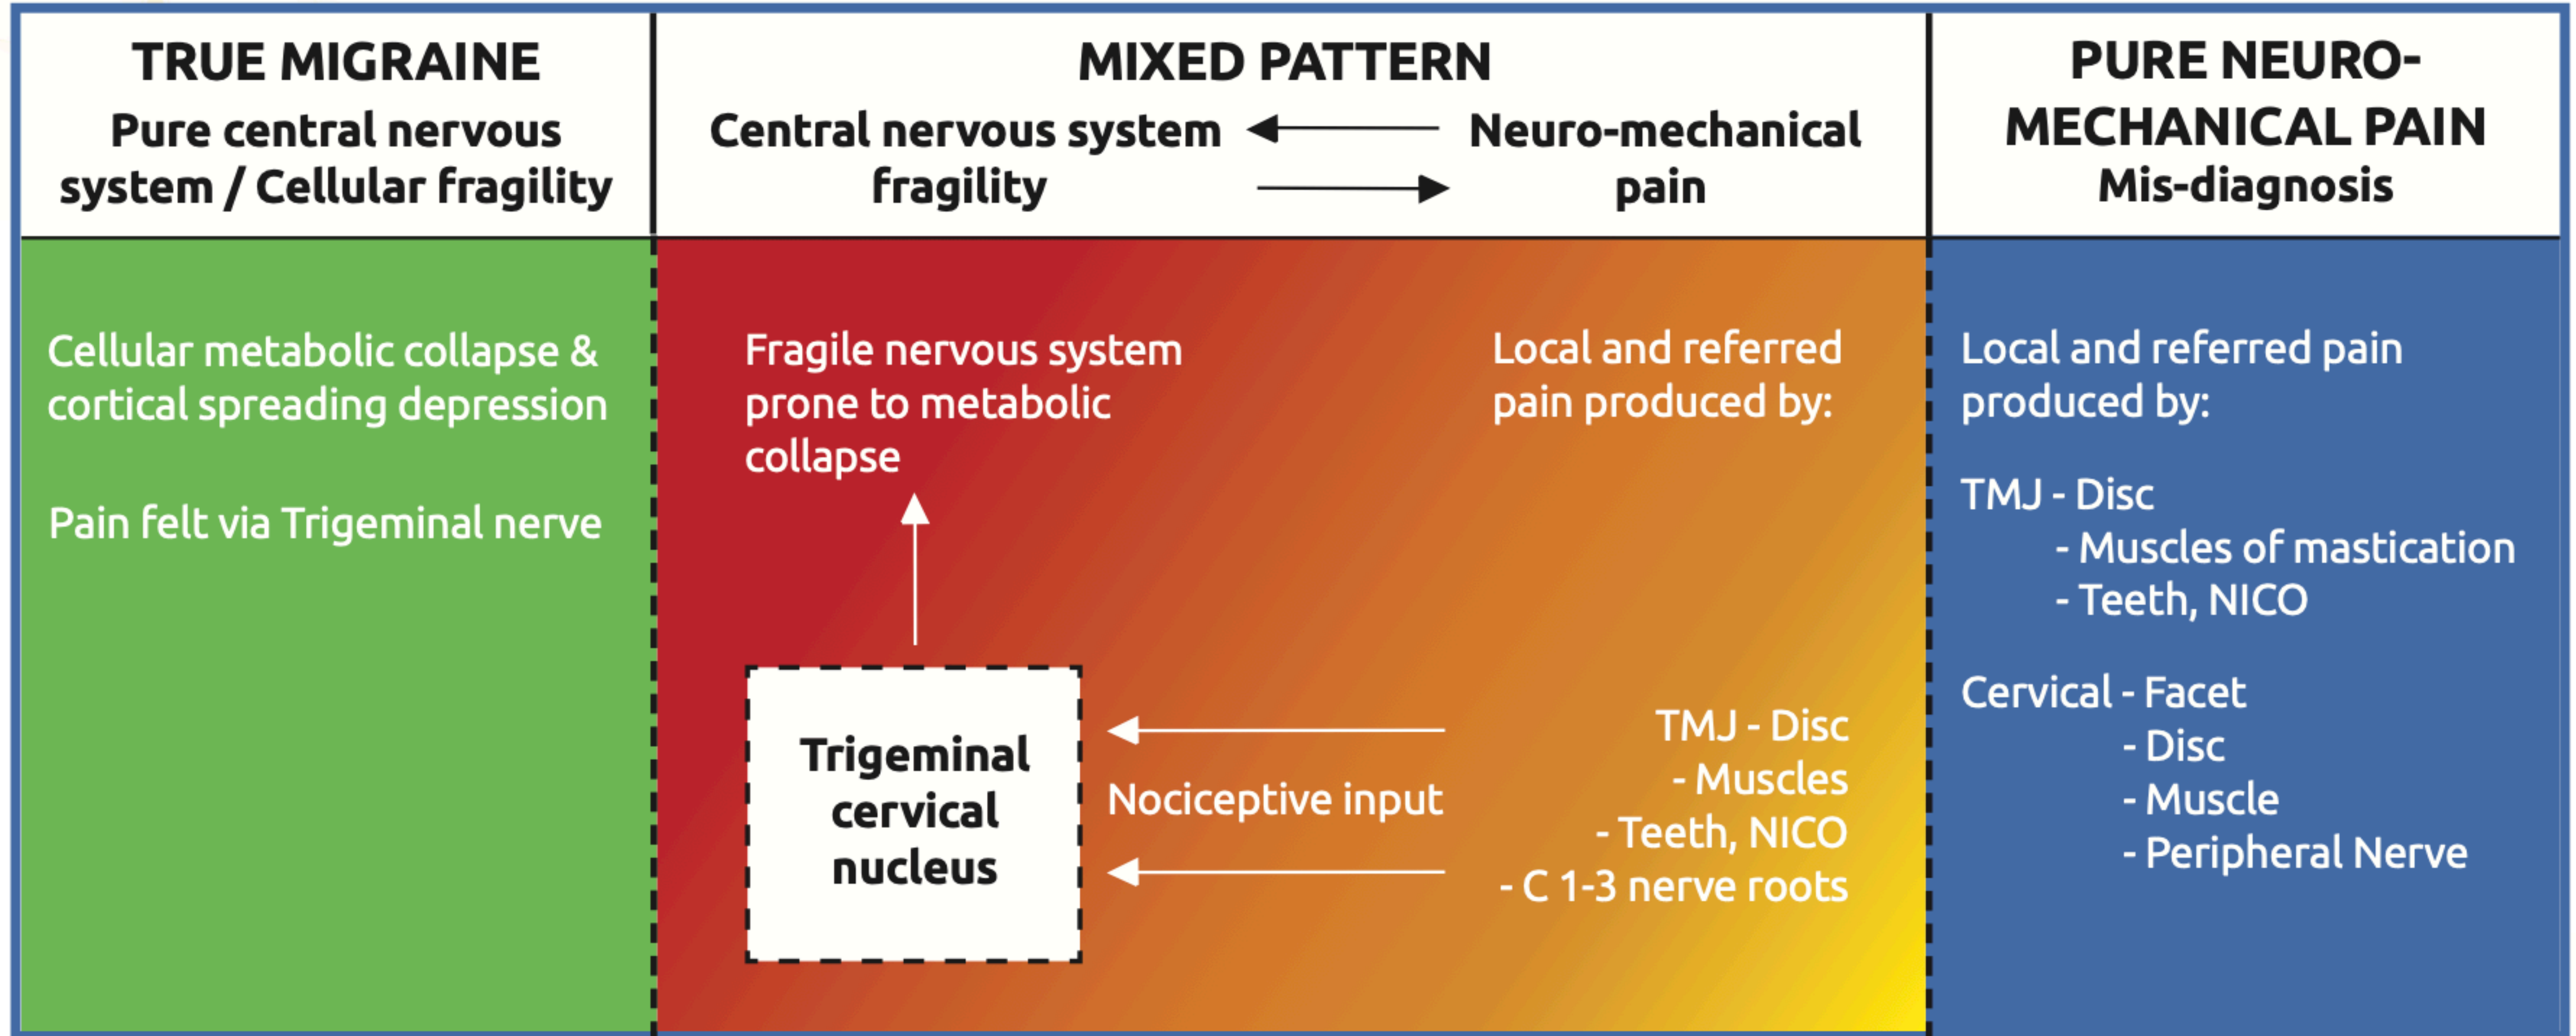 TRUE MIGRAINE
Pure central nervous
system / Cellular fragility
MIXED PATTERN
Central nervous system
fragility
Neuro-mechanical
pain
PURE NEURO-
MECHANICAL PAIN
Mis-diagnosis
Cellular metabolic collapse &
cortical spreading depression
Pain felt via Trigeminal nerve
Fragile nervous system
prone to metabolic
collapse
Trigeminal
cervical
nucleus
Nociceptive input
Local and referred
pain produced by:
TMJ - Disc
- Muscles
- Teeth, NICO
- C 1-3 nerve roots
Local and referred pain
produced by:
TMJ - Disc
- Muscles of mastication
- Teeth, NICO
Cervical - Facet
- Disc
- Muscle
- Peripheral Nerve